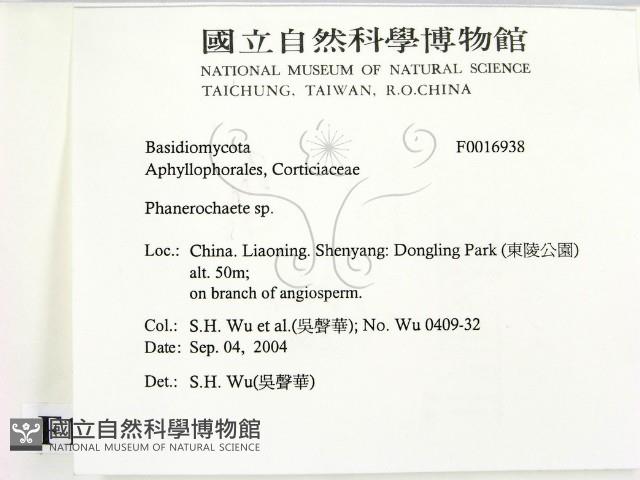 國立自然科學博物館
NATIONAL MUSEUM OF NATURAL SCIENCE
TAICHUNG, TAIWAN, R.O.CHINA
Basidiomycota F0016938
Aphyllophorales, Corticiaceae
Phanerochaete sp.
Loc.: China. Liaoning. Shenyang: Dongling Park (東陵公園)
alt. 50m;
on branch of angiosperm.
Col.: S.H. Wu et al.(吳聲華); No. Wu 0409-32
Date: Sep. 04, 2004
Det.: S.H. Wu(吳聲華)
國立自然科學博物館
NATIONAL MUSEUM OF NATURAL SCIENCE